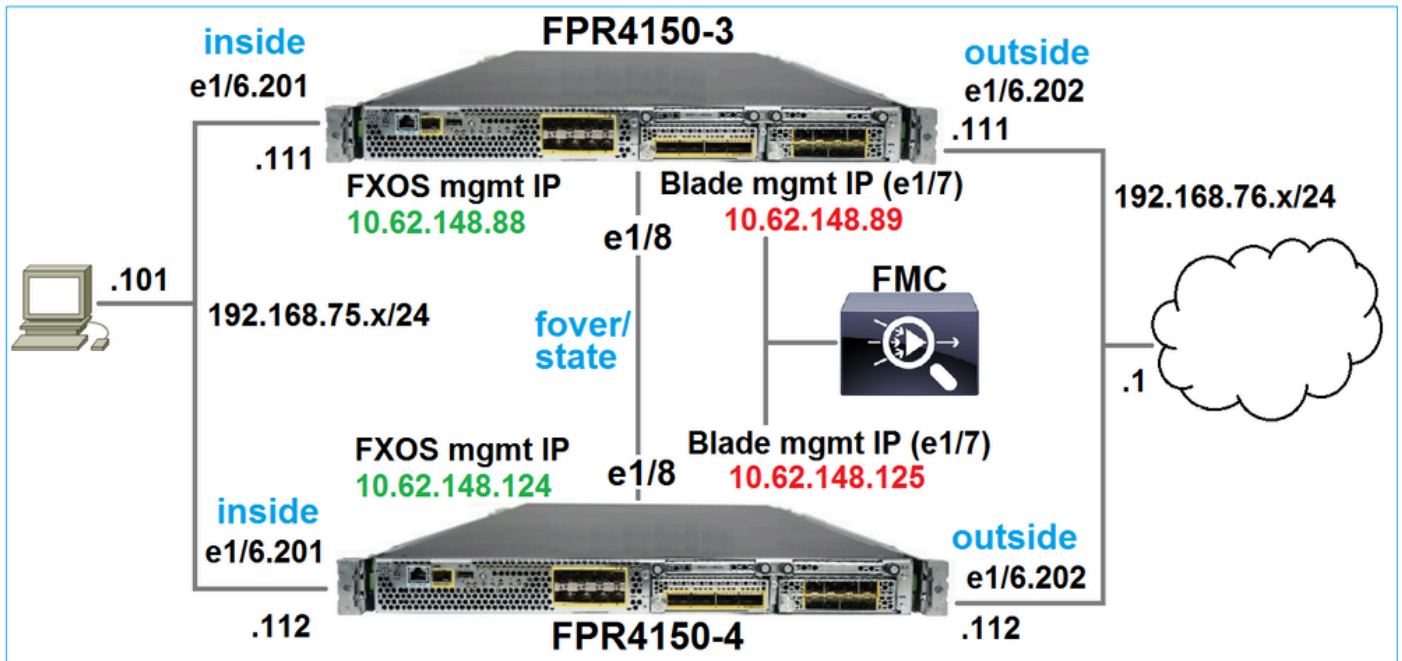 FPR4150-3
inside
e1/6.201
.111
outside
e1/6.202
.111
FXOS mgmt IP
10.62.148.88
Blade mgmt IP (e1/7)
10.62.148.89
e1/8
192.168.76.x/24
.101
192.168.75.x/24
fover/
state
FMC
.1
FXOS mgmt IP
10.62.148.124
e1/8
Blade mgmt IP (e1/7)
10.62.148.125
inside
e1/6.201
.112
outside
e1/6.202
.112
FPR4150-4